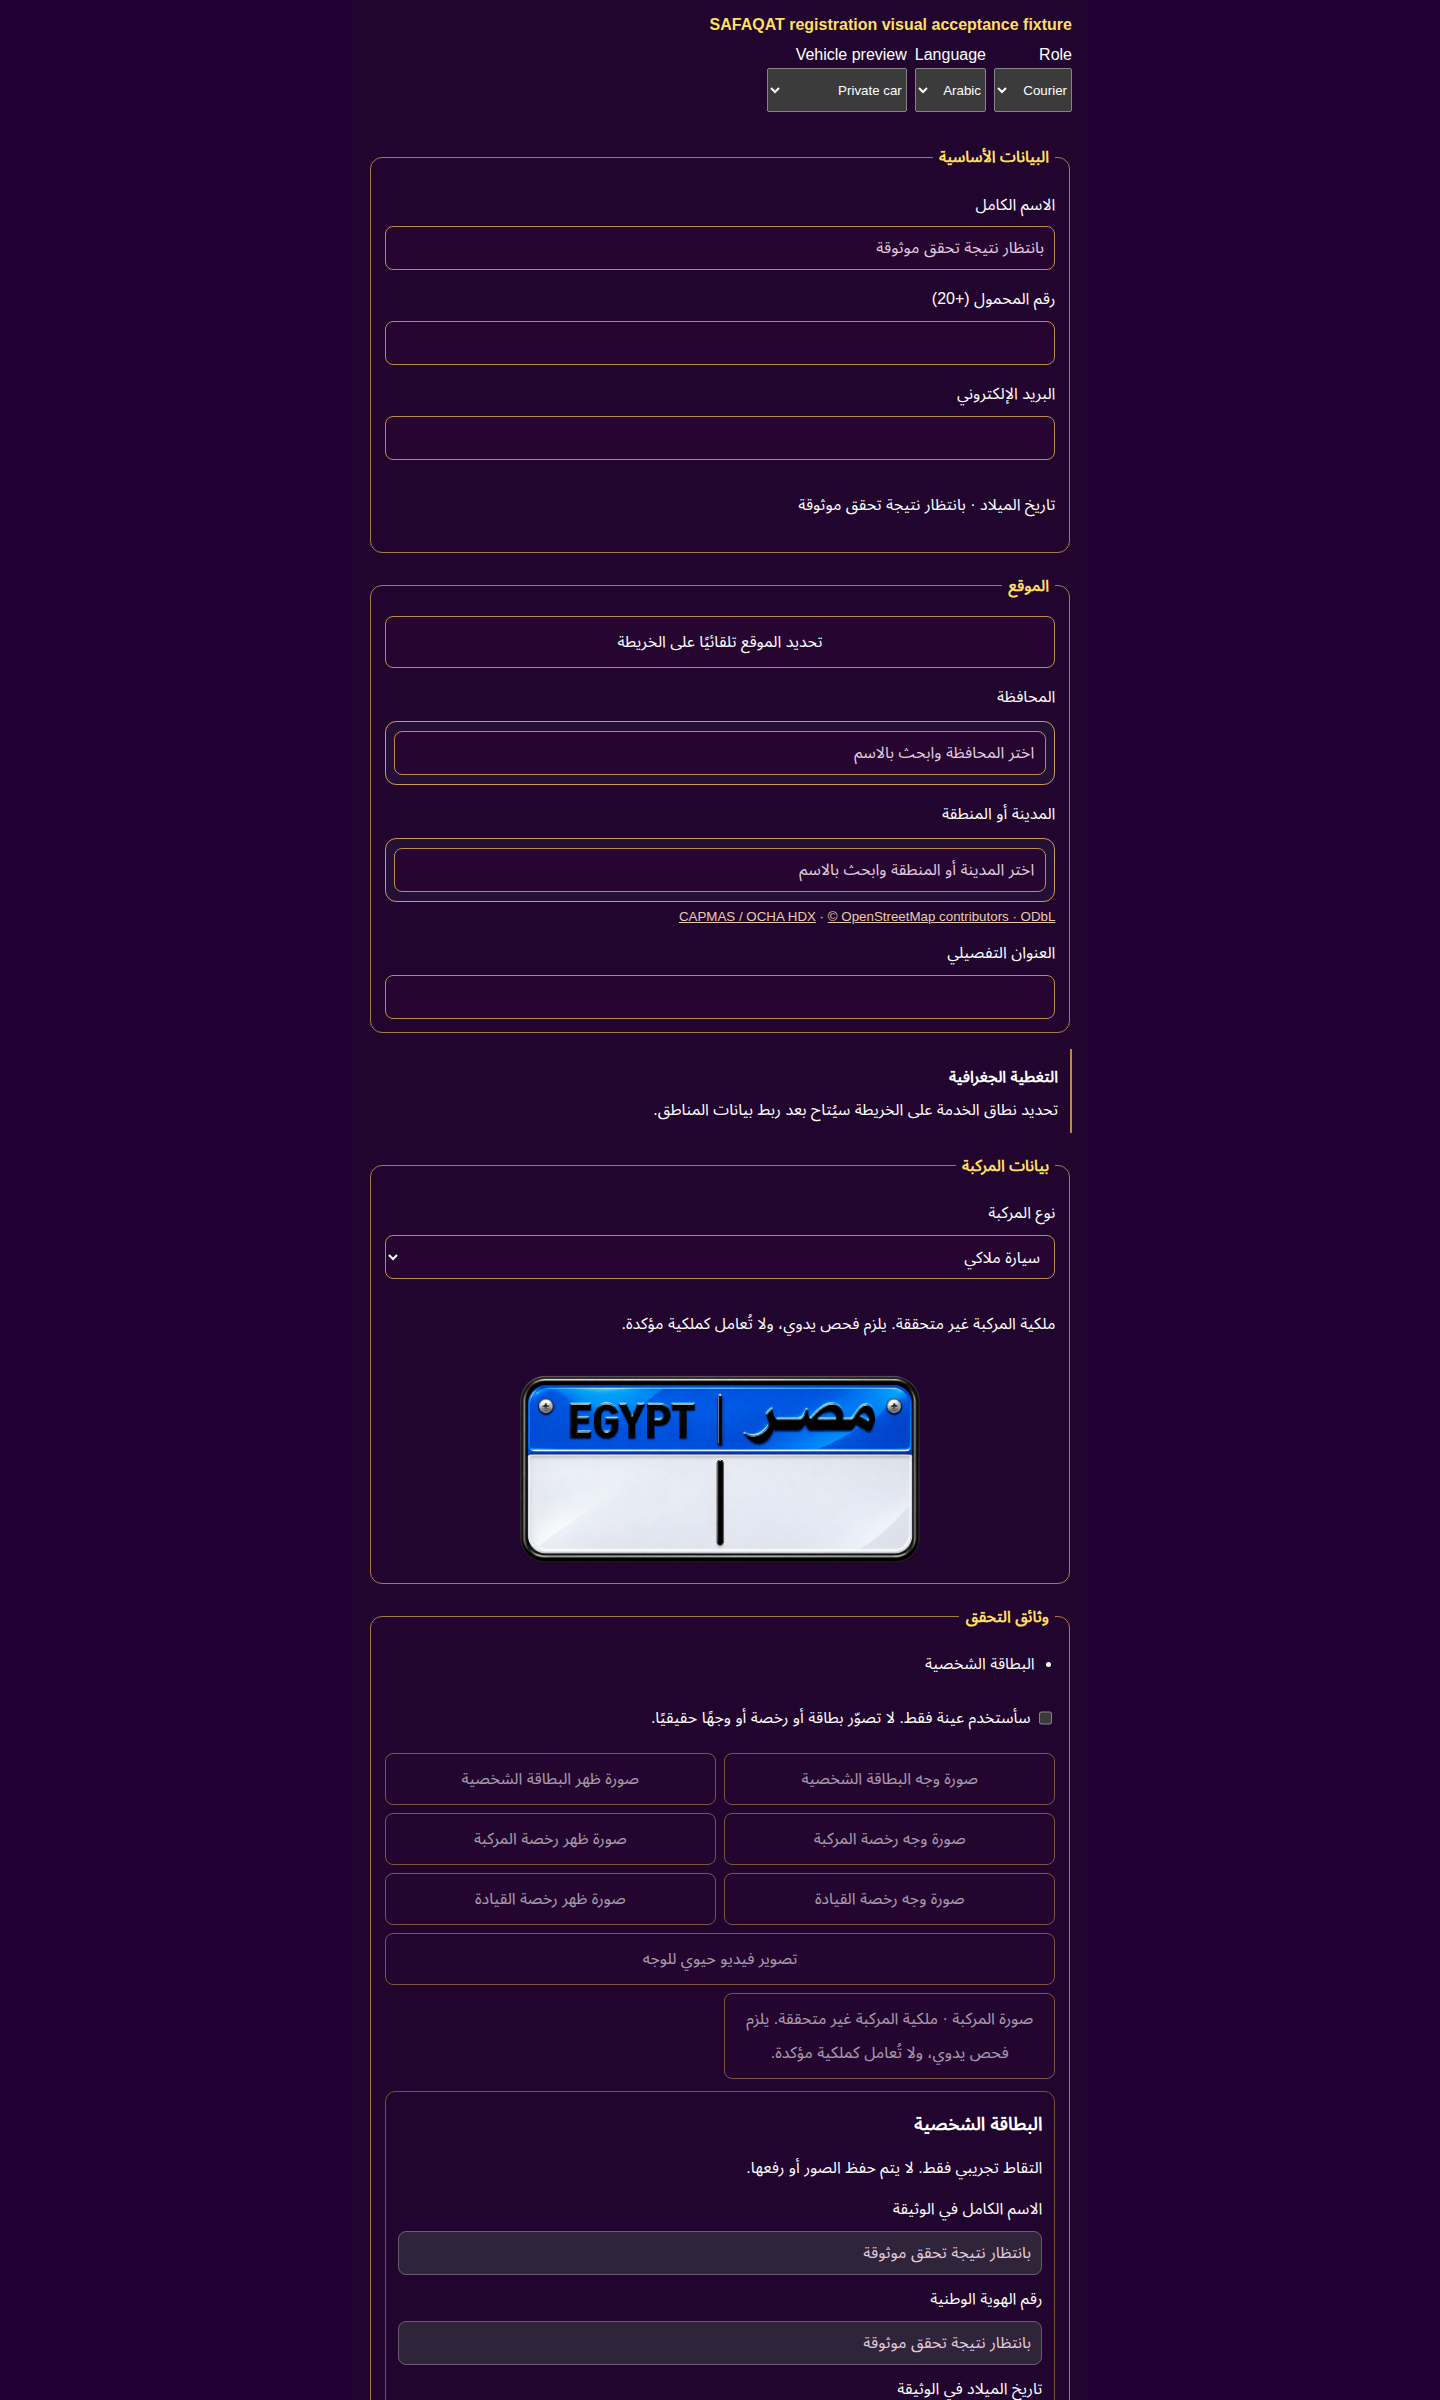 SAFAQAT registration visual acceptance fixture
Role
Language
Vehicle preview
Courier
Arabic
Private car
البيانات الأساسية
الاسم الكامل
بانتظار نتيجة تحقق موثوقة
رقم المحمول (+20)
البريد الإلكتروني
تاريخ الميلاد · بانتظار نتيجة تحقق موثوقة
الموقع
تحديد الموقع تلقائيًا على الخريطة
المحافظة
اختر المحافظة وابحث بالاسم
المدينة أو المنطقة
اختر المدينة أو المنطقة وابحث بالاسم
CAPMAS / OCHA HDX · © OpenStreetMap contributors · ODbL
العنوان التفصيلي
التغطية الجغرافية
تحديد نطاق الخدمة على الخريطة سيُتاح بعد ربط بيانات المناطق.
بيانات المركبة
نوع المركبة
سيارة ملاكي
ملكية المركبة غير متحققة. يلزم فحص يدوي، ولا تُعامل كملكية مؤكدة.
EGYPT | مصر
وثائق التحقق
• البطاقة الشخصية
سأستخدم عينة فقط. لا تصوّر بطاقة أو رخصة أو وجهًا حقيقيًا.
صورة وجه البطاقة الشخصية
صورة ظهر البطاقة الشخصية
صورة وجه رخصة المركبة
صورة ظهر رخصة المركبة
صورة وجه رخصة القيادة
صورة ظهر رخصة القيادة
تصوير فيديو حيوي للوجه
صورة المركبة · ملكية المركبة غير متحققة. يلزم
فحص يدوي، ولا تُعامل كملكية مؤكدة.
البطاقة الشخصية
التقاط تجريبي فقط. لا يتم حفظ الصور أو رفعها.
الاسم الكامل في الوثيقة
بانتظار نتيجة تحقق موثوقة
رقم الهوية الوطنية
بانتظار نتيجة تحقق موثوقة
تاريخ الميلاد في الوثيقة